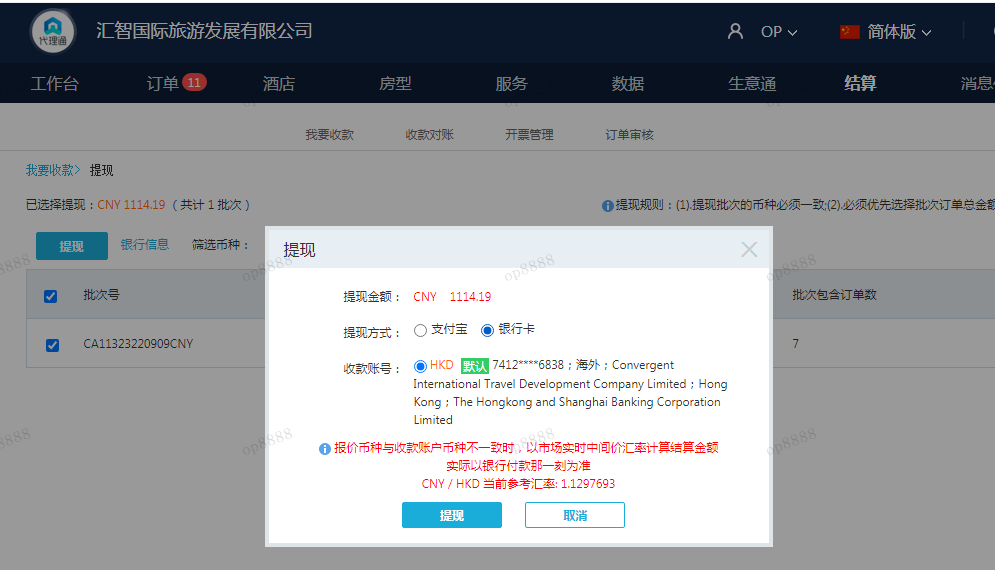 代理通
汇智国际旅游发展有限公司
OP
简体版
工作台 订单 11 酒店 房型 服务 数据 生意通 结算 消息
我要收款 收款对账 开票管理 订单审核
我要收款> 提现
已选择提现：CNY 1114.19 （ 共计 1 批次 ）
提现规则：(1).提现批次的币种必须一致;(2).必须优先选择批次订单总金额
提现 银行信息 筛选币种：
批次号
批次包含订单数
CA11323220909CNY
7
提现
提现金额： CNY 1114.19
提现方式： 支付宝 银行卡
收款账号： HKD 默认 7412****6838；海外；Convergent
International Travel Development Company Limited；Hong
Kong；The Hongkong and Shanghai Banking Corporation
Limited
报价币种与收款账户币种不一致时，以市场实时中间价汇率计算结算金额
实际以银行付款那一刻为准
CNY / HKD 当前参考汇率: 1.1297693
提现 取消
op8888
op8888
op8888
op8888
op8888
op8888
op8888
op8888